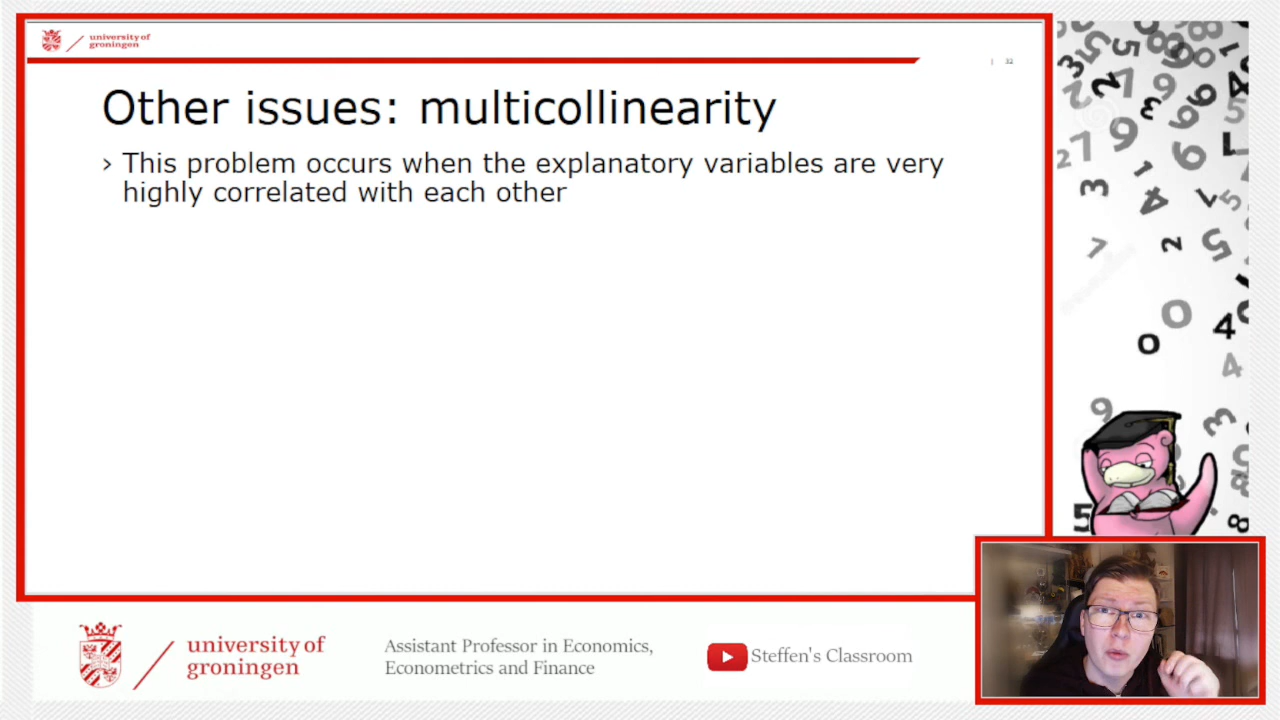 university of
groningen
| 32
Other issues: multicollinearity
› This problem occurs when the explanatory variables are very
highly correlated with each other
university of
groningen
Assistant Professor in Economics,
Econometrics and Finance
Steffen's Classroom